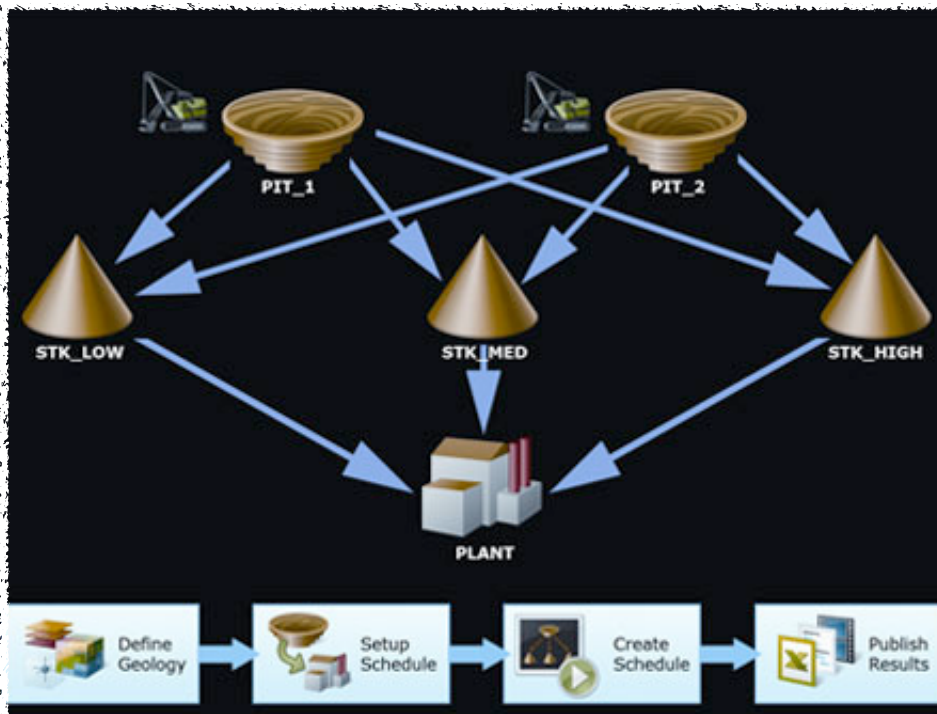 PIT_1
PIT_2
STK_LOW
STK_MED
STK_HIGH
PLANT
Define
Geology
Setup
Schedule
Create
Schedule
Publish
Results